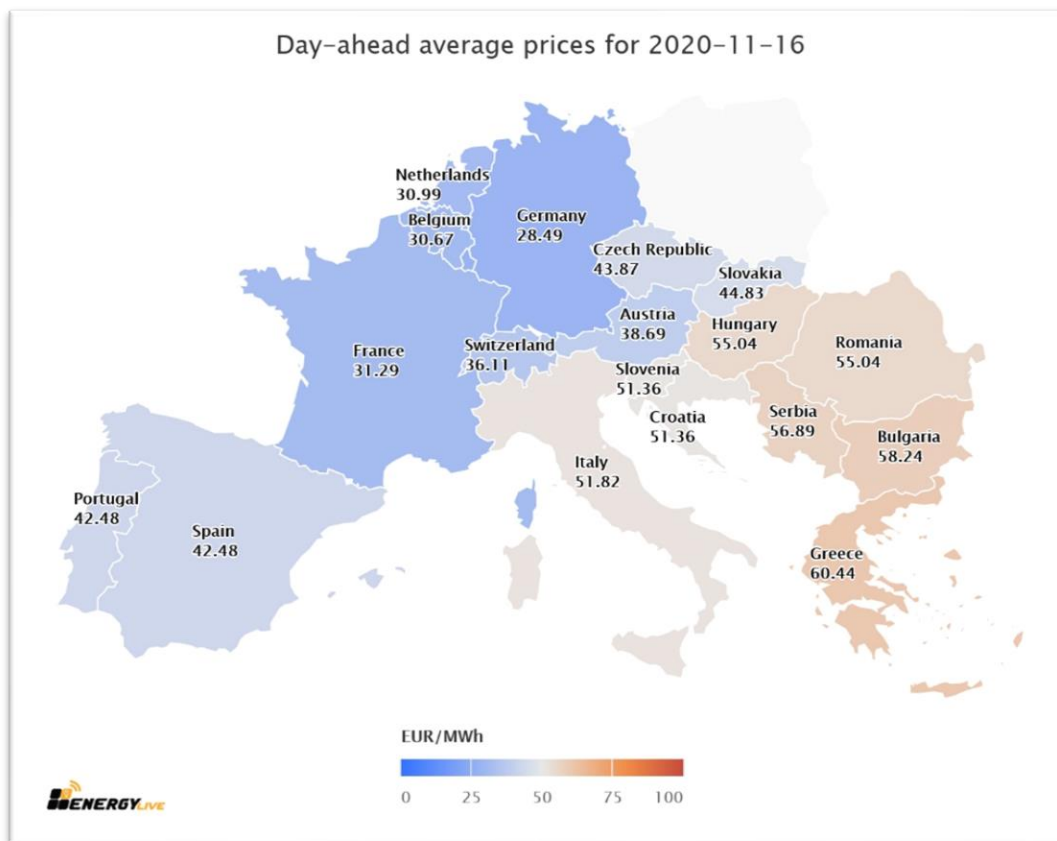 Day-ahead average prices for 2020-11-16
Netherlands
30.99
Belgium
30.67
Germany
28.49
Czech Republic
43.87
Slovakia
44.83
Austria
38.69
Hungary
55.04
Romania
55.04
France
31.29
Switzerland
36.11
Slovenia
51.36
Croatia
51.36
Serbia
56.89
Bulgaria
58.24
Italy
51.82
Portugal
42.48
Spain
42.48
Greece
60.44
EUR/MWh
0 25 50 75 100
ENERGY LIVE